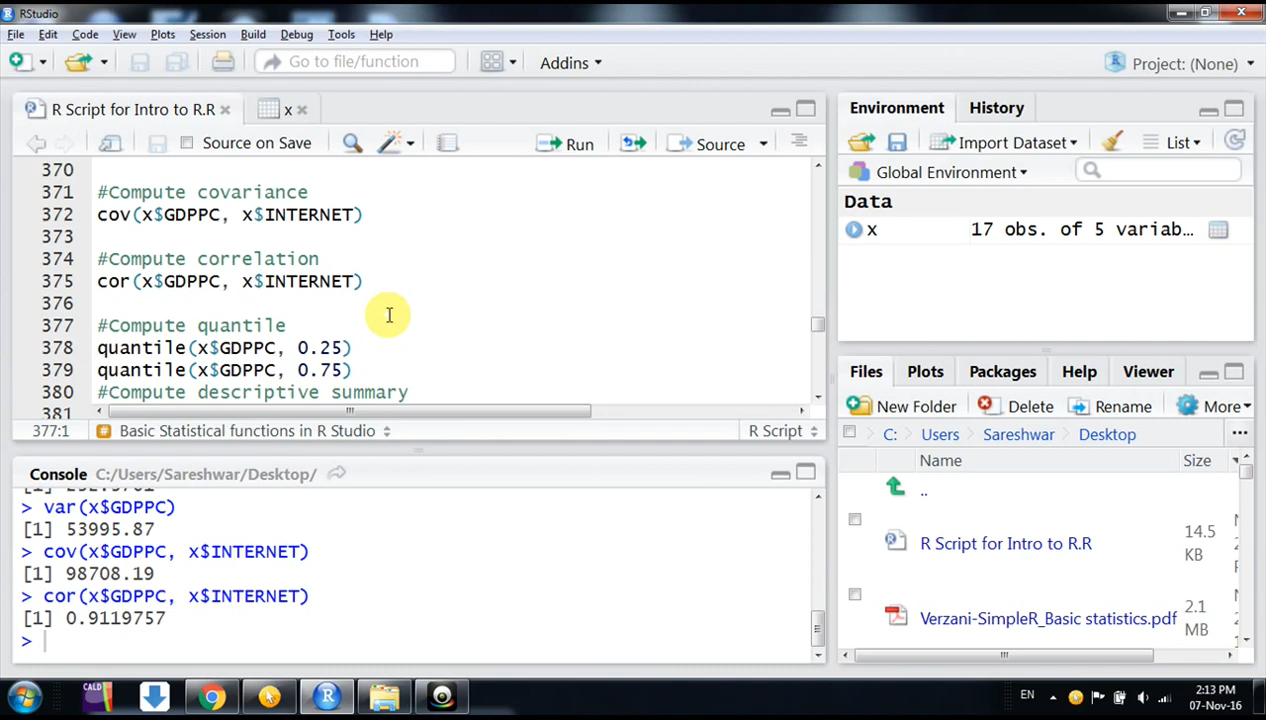 RStudio
File Edit Code View Plots Session Build Debug Tools Help
Go to file/function Addins Project: (None)
R Script for Intro to R.R x
Source on Save Run Source
370
371 #Compute covariance
372 cov(x$GDPPC, x$INTERNET)
373
374 #Compute correlation
375 cor(x$GDPPC, x$INTERNET)
376
377 #Compute quantile
378 quantile(x$GDPPC, 0.25)
379 quantile(x$GDPPC, 0.75)
380 #Compute descriptive summary
381
377:1 Basic Statistical functions in R Studio R Script
Console C:/Users/Sareshwar/Desktop/
> var(x$GDPPC)
[1] 53995.87
> cov(x$GDPPC, x$INTERNET)
[1] 98708.19
> cor(x$GDPPC, x$INTERNET)
[1] 0.9119757
>
Environment History
Import Dataset List
Global Environment
Data
x 17 obs. of 5 variab…
Files Plots Packages Help Viewer
New Folder Delete Rename More
C: Users Sareshwar Desktop ...
Name Size
..
R Script for Intro to R.R 14.5 KB
Verzani-SimpleR_Basic statistics.pdf 2.1 MB
CALD EN 2:13 PM
07-Nov-16